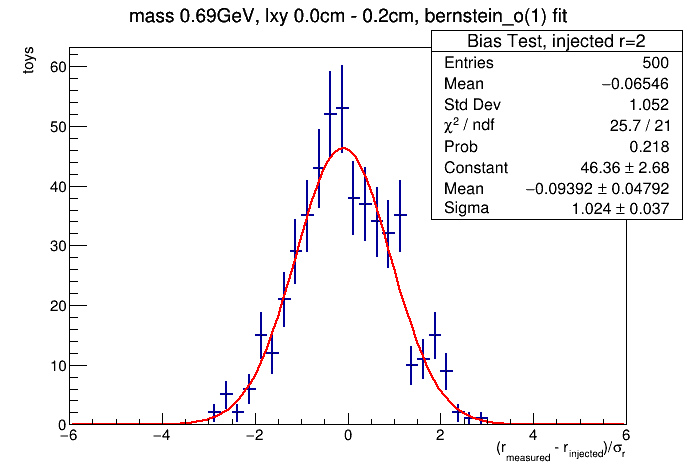 mass 0.69GeV, lxy 0.0cm - 0.2cm, bernstein_o(1) fit
Bias Test, injected r=2
Entries 500
Mean −0.06546
Std Dev 1.052
χ² / ndf 25.7 / 21
Prob 0.218
Constant 46.36 ± 2.68
Mean −0.09392 ± 0.04792
Sigma 1.024 ± 0.037
toys
60
50
40
30
20
10
0
−6 −4 −2 0 2 4 6
(r_measured - r_injected)/σ_r